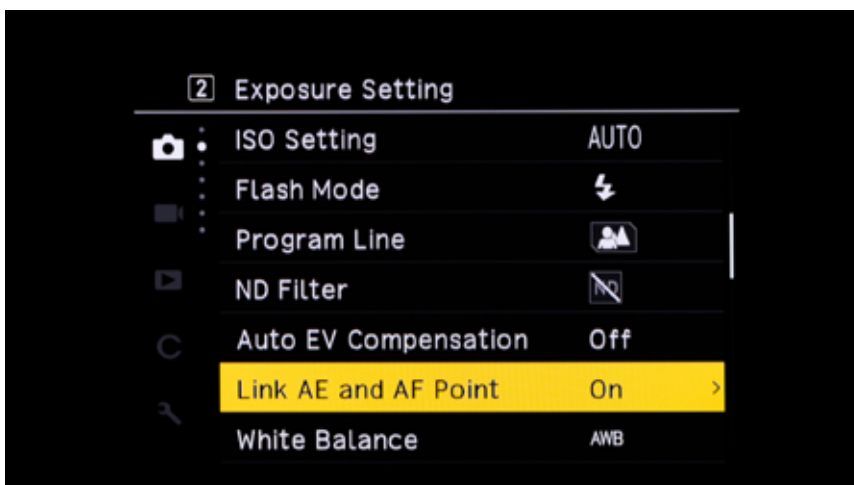 2 Exposure Setting
ISO Setting AUTO
Flash Mode
Program Line
ND Filter ND
Auto EV Compensation Off
C
Link AE and AF Point On >
White Balance AWB